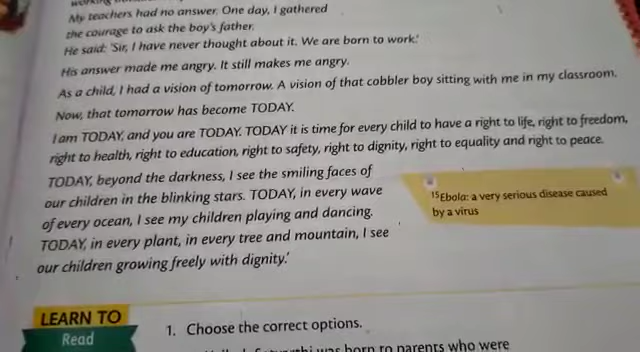 My teachers had no answer. One day, I gathered
the courage to ask the boy's father.
He said: 'Sir, I have never thought about it. We are born to work.'
His answer made me angry. It still makes me angry.
As a child, I had a vision of tomorrow. A vision of that cobbler boy sitting with me in my classroom.
Now, that tomorrow has become TODAY.
I am TODAY, and you are TODAY. TODAY it is time for every child to have a right to life, right to freedom,
right to health, right to education, right to safety, right to dignity, right to equality and right to peace.
TODAY, beyond the darkness, I see the smiling faces of
our children in the blinking stars. TODAY, in every wave
of every ocean, I see my children playing and dancing.
TODAY, in every plant, in every tree and mountain, I see
our children growing freely with dignity.'
15Ebola: a very serious disease caused
by a virus
LEARN TO
Read
1. Choose the correct options.
was born to parents who were